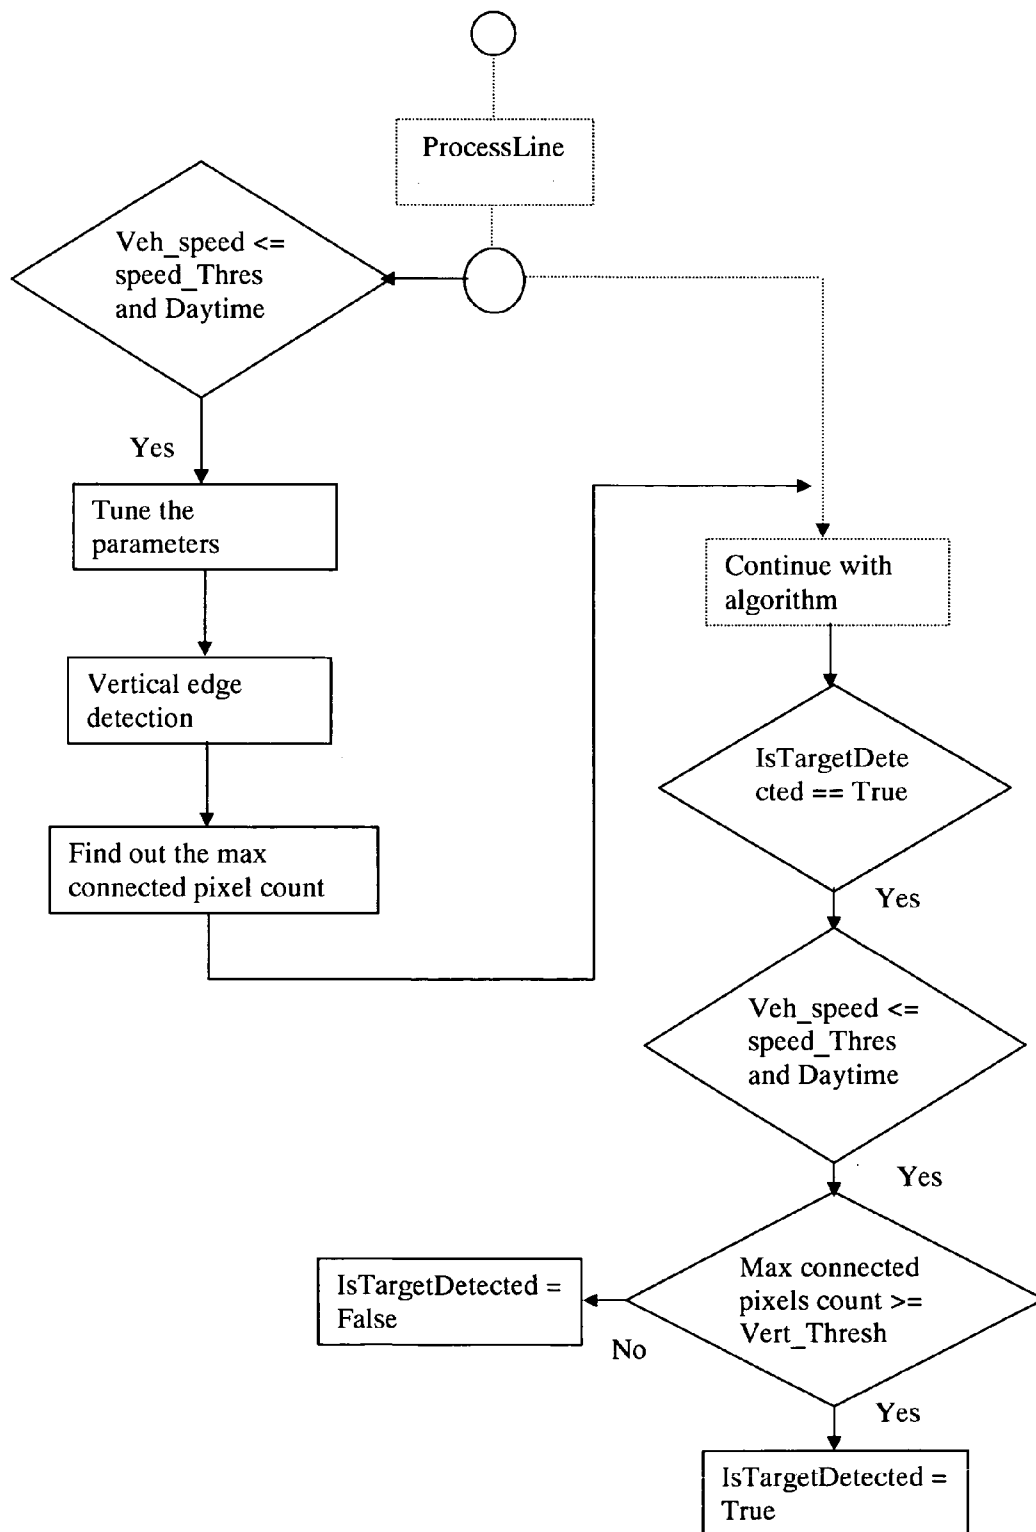 ProcessLine
Veh_speed <=
speed_Thres
and Daytime
Yes
Tune the
parameters
Vertical edge
detection
Find out the max
connected pixel count
Continue with
algorithm
IsTargetDete
cted == True
Yes
Veh_speed <=
speed_Thres
and Daytime
Yes
Max connected
pixels count >=
Vert_Thresh
No
IsTargetDetected =
False
Yes
IsTargetDetected =
True